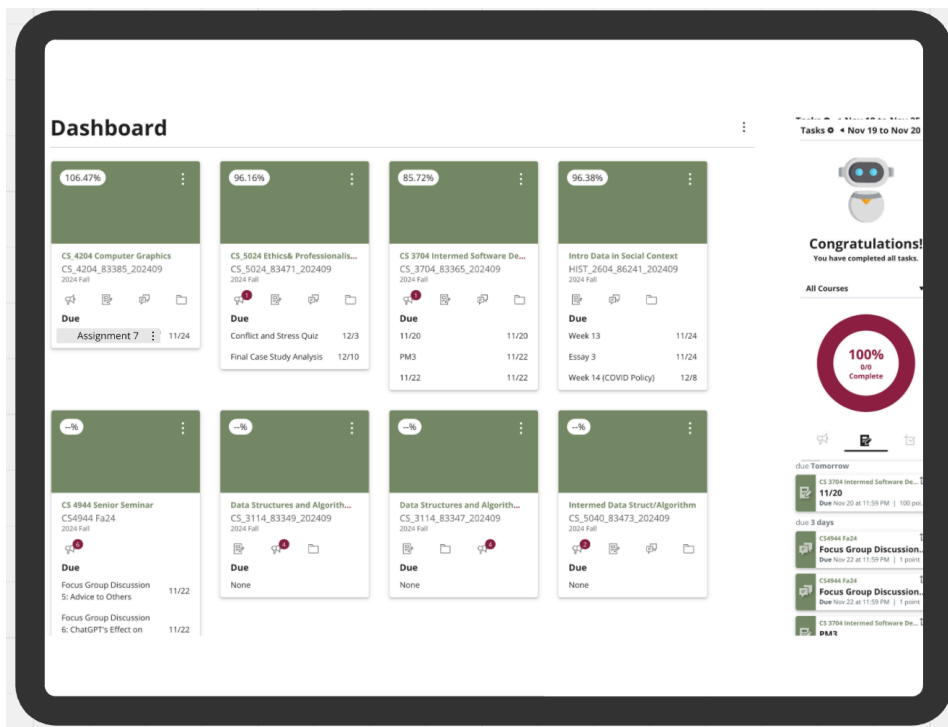 Dashboard
106.47%
CS_4204 Computer Graphics
CS_4204_83385_202409
2024 Fall
Due
Assignment 7 11/24
96.16%
CS_5024 Ethics& Professionalis...
CS_5024_83471_202409
2024 Fall
1
Due
Conflict and Stress Quiz 12/3
Final Case Study Analysis 12/10
85.72%
CS 3704 Intermed Software De...
CS_3704_83365_202409
2024 Fall
1
Due
11/20 11/20
PM3 11/22
11/22 11/22
96.38%
Intro Data in Social Context
HIST_2604_86241_202409
2024 Fall
Due
Week 13 11/24
Essay 3 11/24
Week 14 (COVID Policy) 12/8
--%
CS 4944 Senior Seminar
CS4944 Fa24
2024 Fall
6
Due
Focus Group Discussion
5: Advice to Others 11/22
Focus Group Discussion
6: ChatGPT's Effect on 11/22
--%
Data Structures and Algorith...
CS_3114_83349_202409
2024 Fall
4
Due
None
--%
Data Structures and Algorith...
CS_3114_83347_202409
2024 Fall
4
Due
None
--%
Intermed Data Struct/Algorithm
CS_5040_83473_202409
2024 Fall
2
Due
None
Tasks Nov 19 to Nov 20
Congratulations!
You have completed all tasks.
All Courses
100%
0/0
Complete
due Tomorrow
CS 3704 Intermed Software De...
11/20
Due Nov 20 at 11:59 PM | 100 poi
due 3 days
CS4944 Fa24
Focus Group Discussion..
Due Nov 22 at 11:59 PM | 1 point
CS4944 Fa24
Focus Group Discussion..
Due Nov 22 at 11:59 PM | 1 point
CS 3704 Intermed Software De...
PM3